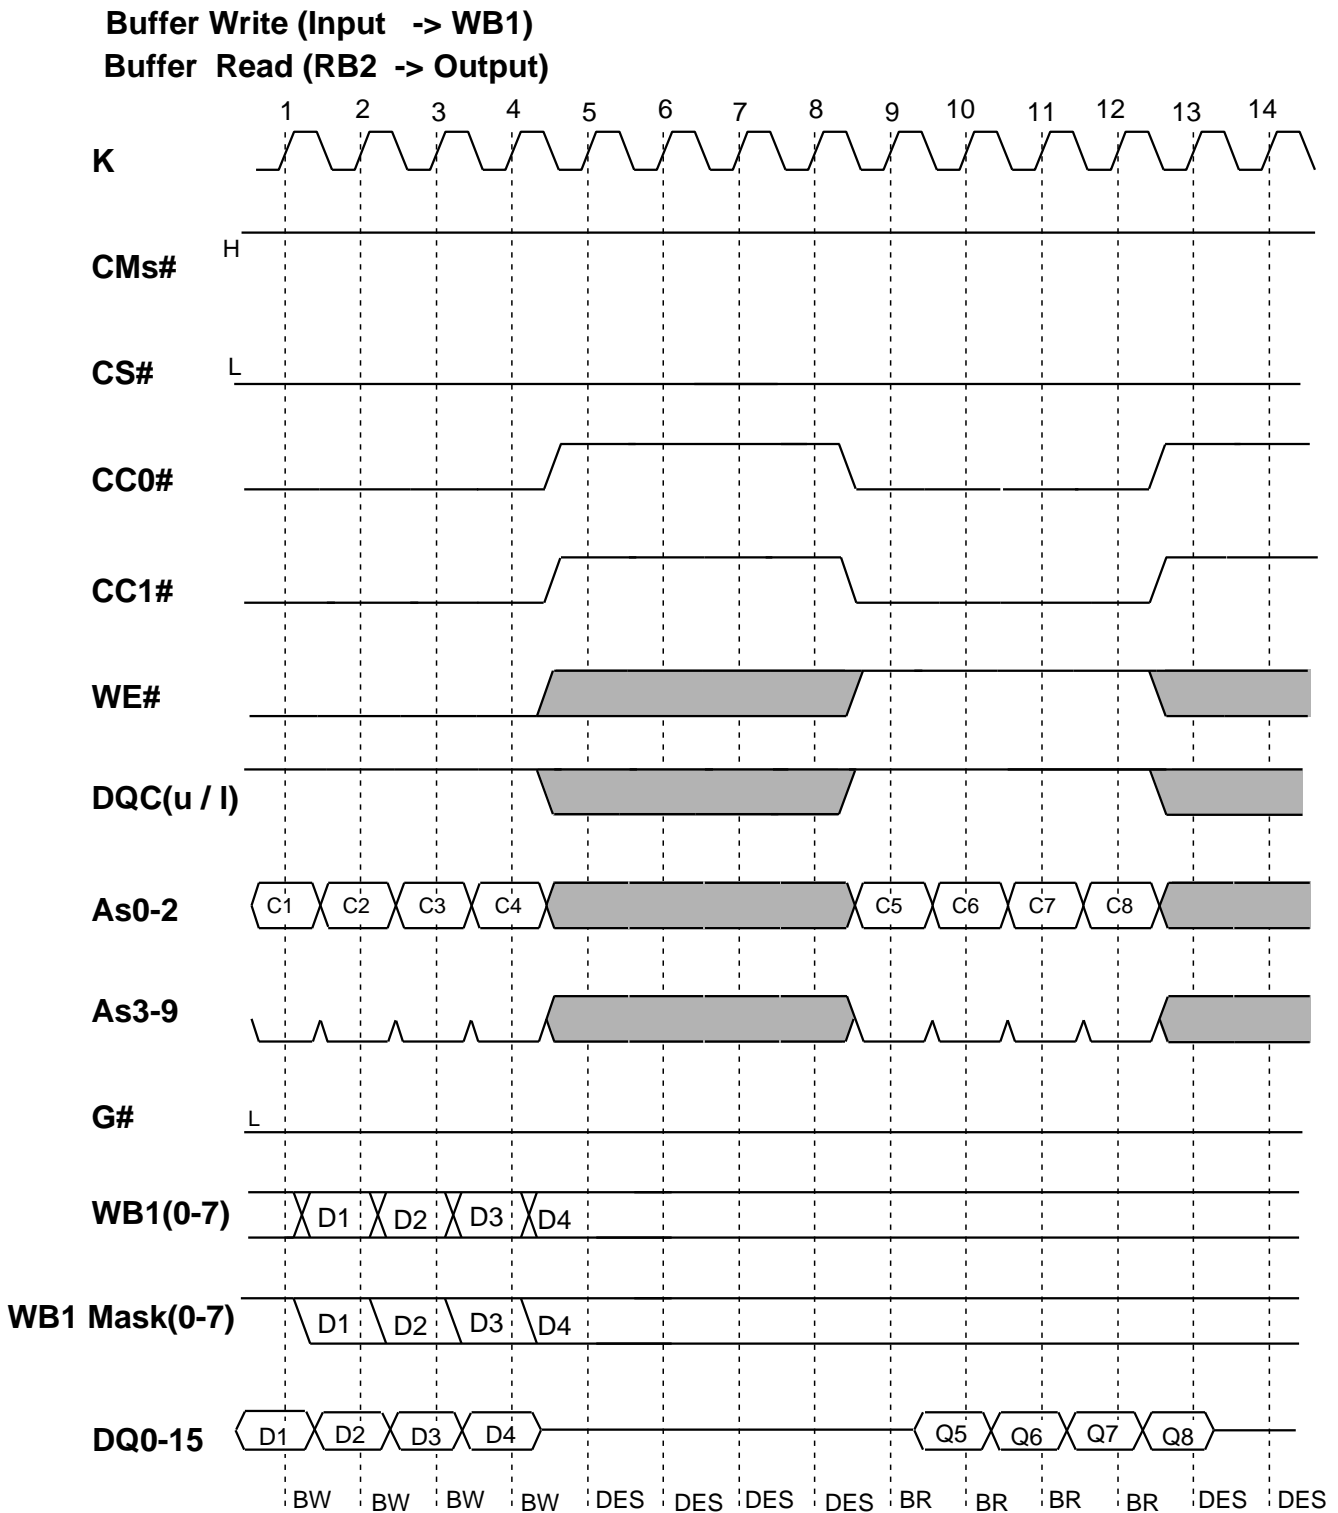 Buffer Write (Input -> WB1)
Buffer Read (RB2 -> Output)
1 2 3 4 5 6 7 8 9 10 11 12 13 14
K
H
CMs#
L
CS#
CC0#
CC1#
WE#
DQC(u / l)
As0-2 C1 C2 C3 C4 C5 C6 C7 C8
As3-9
G# L
WB1(0-7) D1 D2 D3 D4
WB1 Mask(0-7) D1 D2 D3 D4
DQ0-15 D1 D2 D3 D4 Q5 Q6 Q7 Q8
BW BW BW BW DES DES DES DES BR BR BR BR DES DES